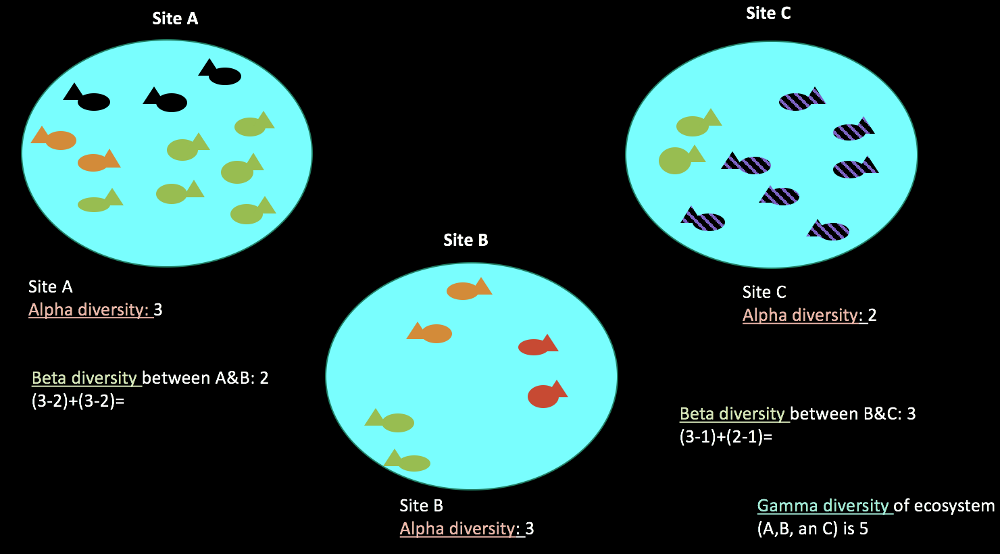 Site A
Site C
Site B
Site A
Alpha diversity: 3
Site C
Alpha diversity: 2
Beta diversity between A&B: 2
(3-2)+(3-2)=
Beta diversity between B&C: 3
(3-1)+(2-1)=
Site B
Alpha diversity: 3
Gamma diversity of ecosystem
(A,B, an C) is 5